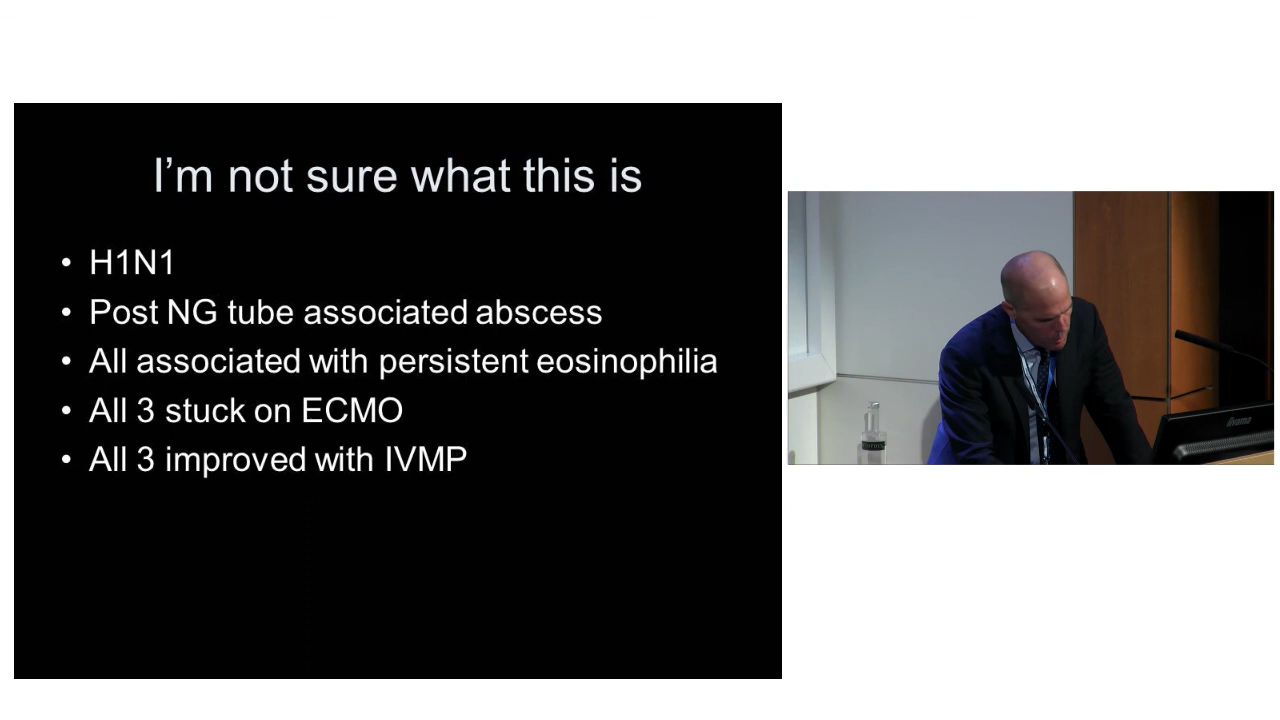 I'm not sure what this is
• H1N1
• Post NG tube associated abscess
• All associated with persistent eosinophilia
• All 3 stuck on ECMO
• All 3 improved with IVMP
iiyama